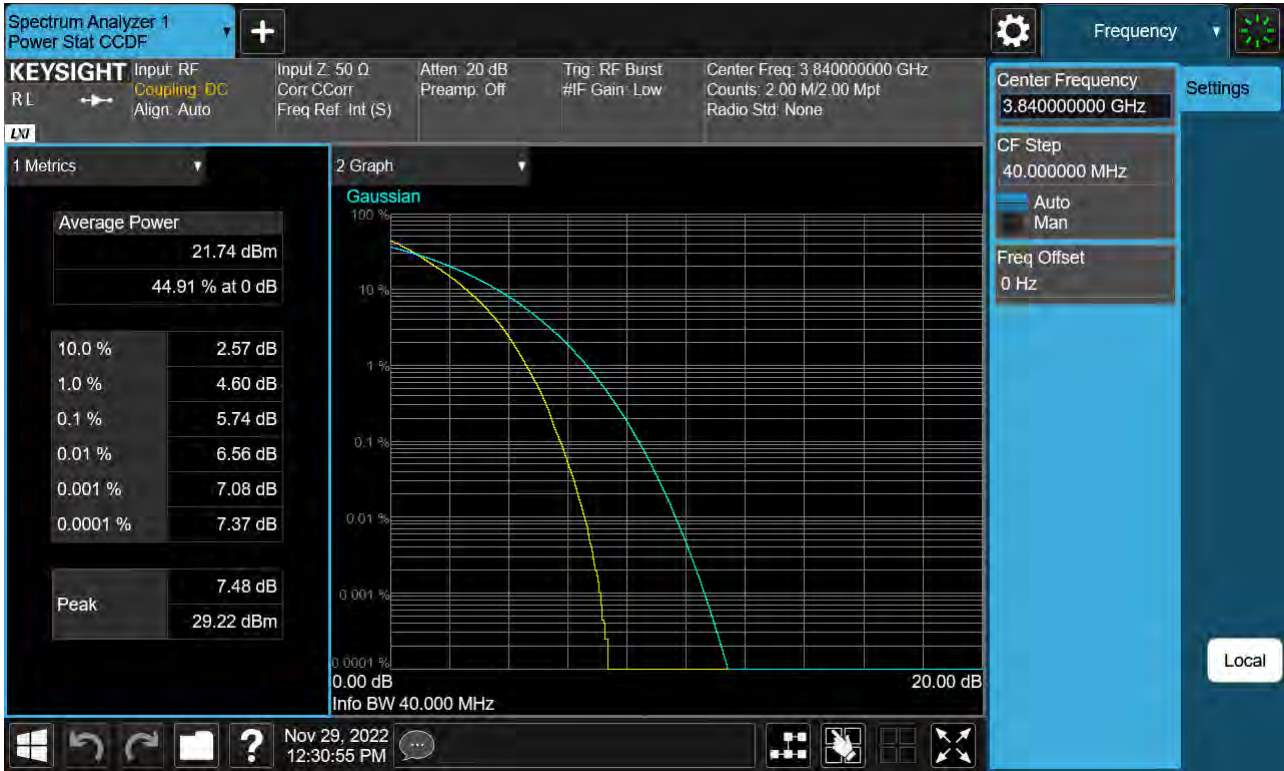 Spectrum Analyzer 1
Power Stat CCDF
Frequency
KEYSIGHT
R L
LXI
Input: RF
Coupling: DC
Align: Auto
Input Z: 50 Ω
Corr CCorr
Freq Ref: Int (S)
Atten: 20 dB
Preamp: Off
Trig: RF Burst
#IF Gain: Low
Center Freq: 3.840000000 GHz
Counts: 2.00 M/2.00 Mpt
Radio Std: None
Center Frequency
3.840000000 GHz
Settings
CF Step
40.000000 MHz
Auto
Man
Freq Offset
0 Hz
1 Metrics
Average Power
21.74 dBm
44.91 % at 0 dB
10.0 % 2.57 dB
1.0 % 4.60 dB
0.1 % 5.74 dB
0.01 % 6.56 dB
0.001 % 7.08 dB
0.0001 % 7.37 dB
Peak
7.48 dB
29.22 dBm
2 Graph
Gaussian
100 %
10 %
1 %
0.1 %
0.01 %
0.001 %
0.0001 %
0.00 dB 20.00 dB
Info BW 40.000 MHz
Local
?
Nov 29, 2022
12:30:55 PM